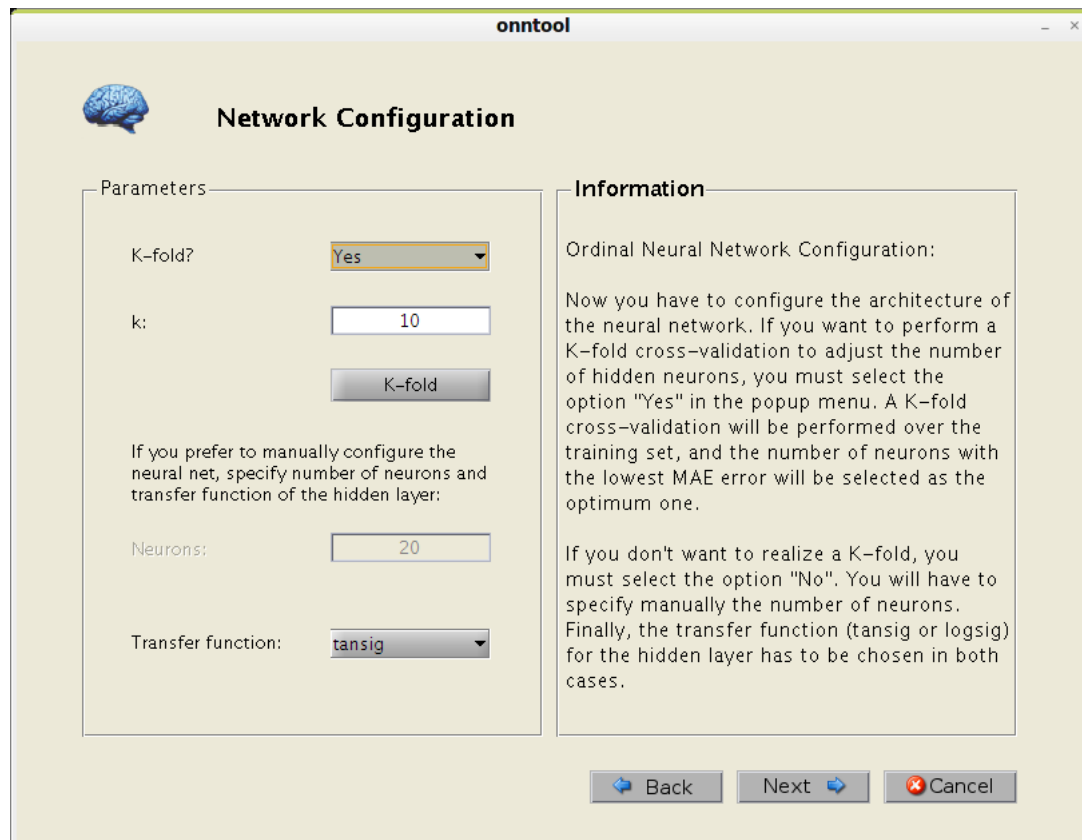 onntool
Network Configuration
Parameters
K-fold?
Yes
k:
10
K-fold
If you prefer to manually configure the
neural net, specify number of neurons and
transfer function of the hidden layer:
Neurons:
20
Transfer function:
tansig
Information
Ordinal Neural Network Configuration:
Now you have to configure the architecture of
the neural network. If you want to perform a
K-fold cross-validation to adjust the number
of hidden neurons, you must select the
option "Yes" in the popup menu. A K-fold
cross-validation will be performed over the
training set, and the number of neurons with
the lowest MAE error will be selected as the
optimum one.
If you don't want to realize a K-fold, you
must select the option "No". You will have to
specify manually the number of neurons.
Finally, the transfer function (tansig or logsig)
for the hidden layer has to be chosen in both
cases.
Back
Next
Cancel